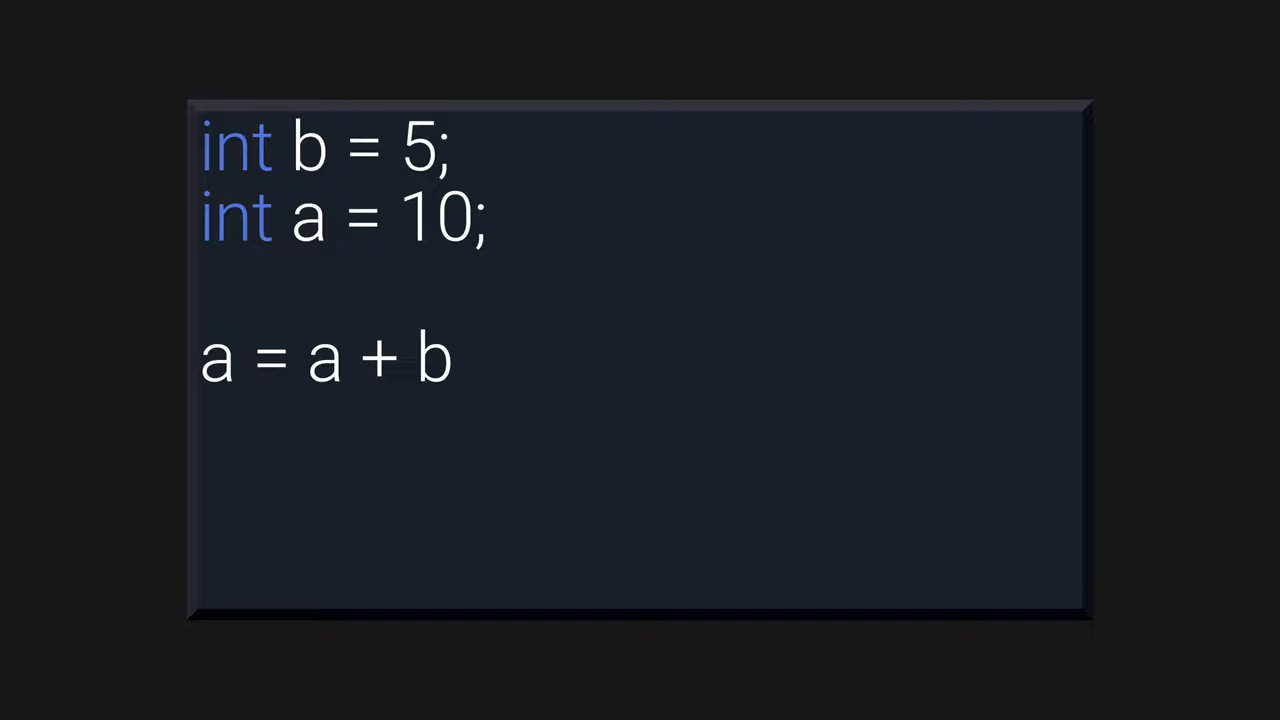 int b = 5;
int a = 10;
a = a + b